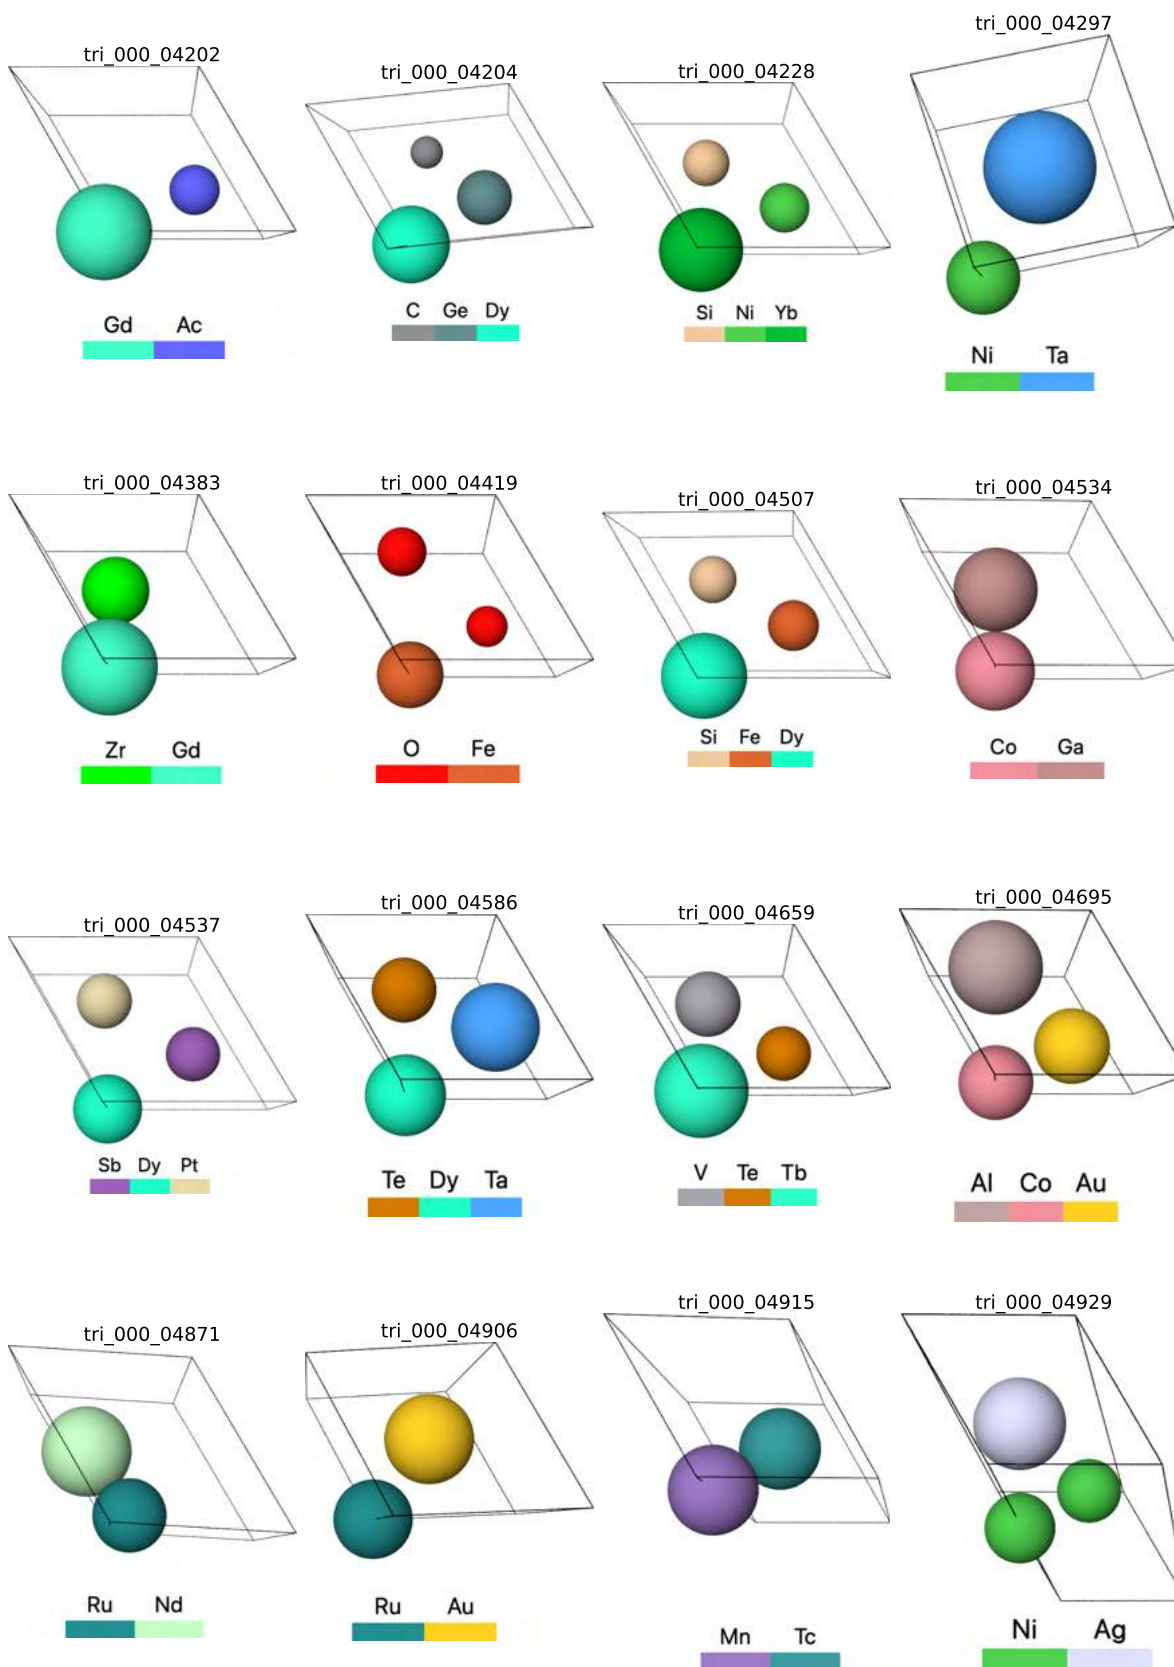 tri_000_04202
tri_000_04204
tri_000_04228
tri_000_04297
Gd Ac
C Ge Dy
Si Ni Yb
Ni Ta
tri_000_04383
tri_000_04419
tri_000_04507
tri_000_04534
Zr Gd
O Fe
Si Fe Dy
Co Ga
tri_000_04537
tri_000_04586
tri_000_04659
tri_000_04695
Sb Dy Pt
Te Dy Ta
V Te Tb
Al Co Au
tri_000_04871
tri_000_04906
tri_000_04915
tri_000_04929
Ru Nd
Ru Au
Mn Tc
Ni Ag